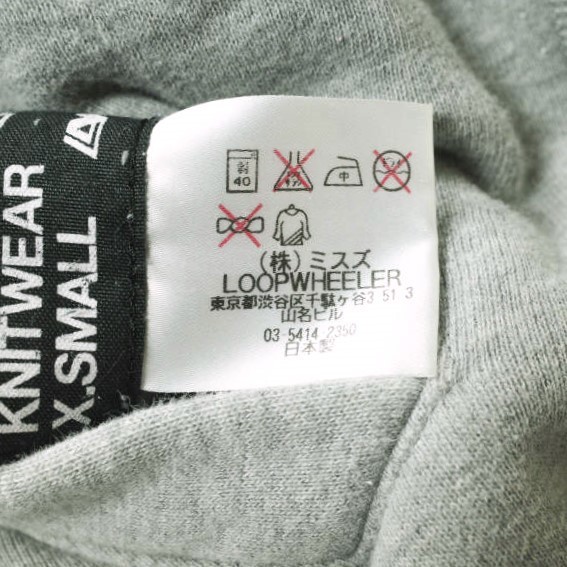 KNITWEAR
X.SMALL
40
中
(株)ミスズ
LOOPWHEELER
東京都渋谷区千駄ヶ谷3 51 3
山名ビル
03-5414-2350
日本製